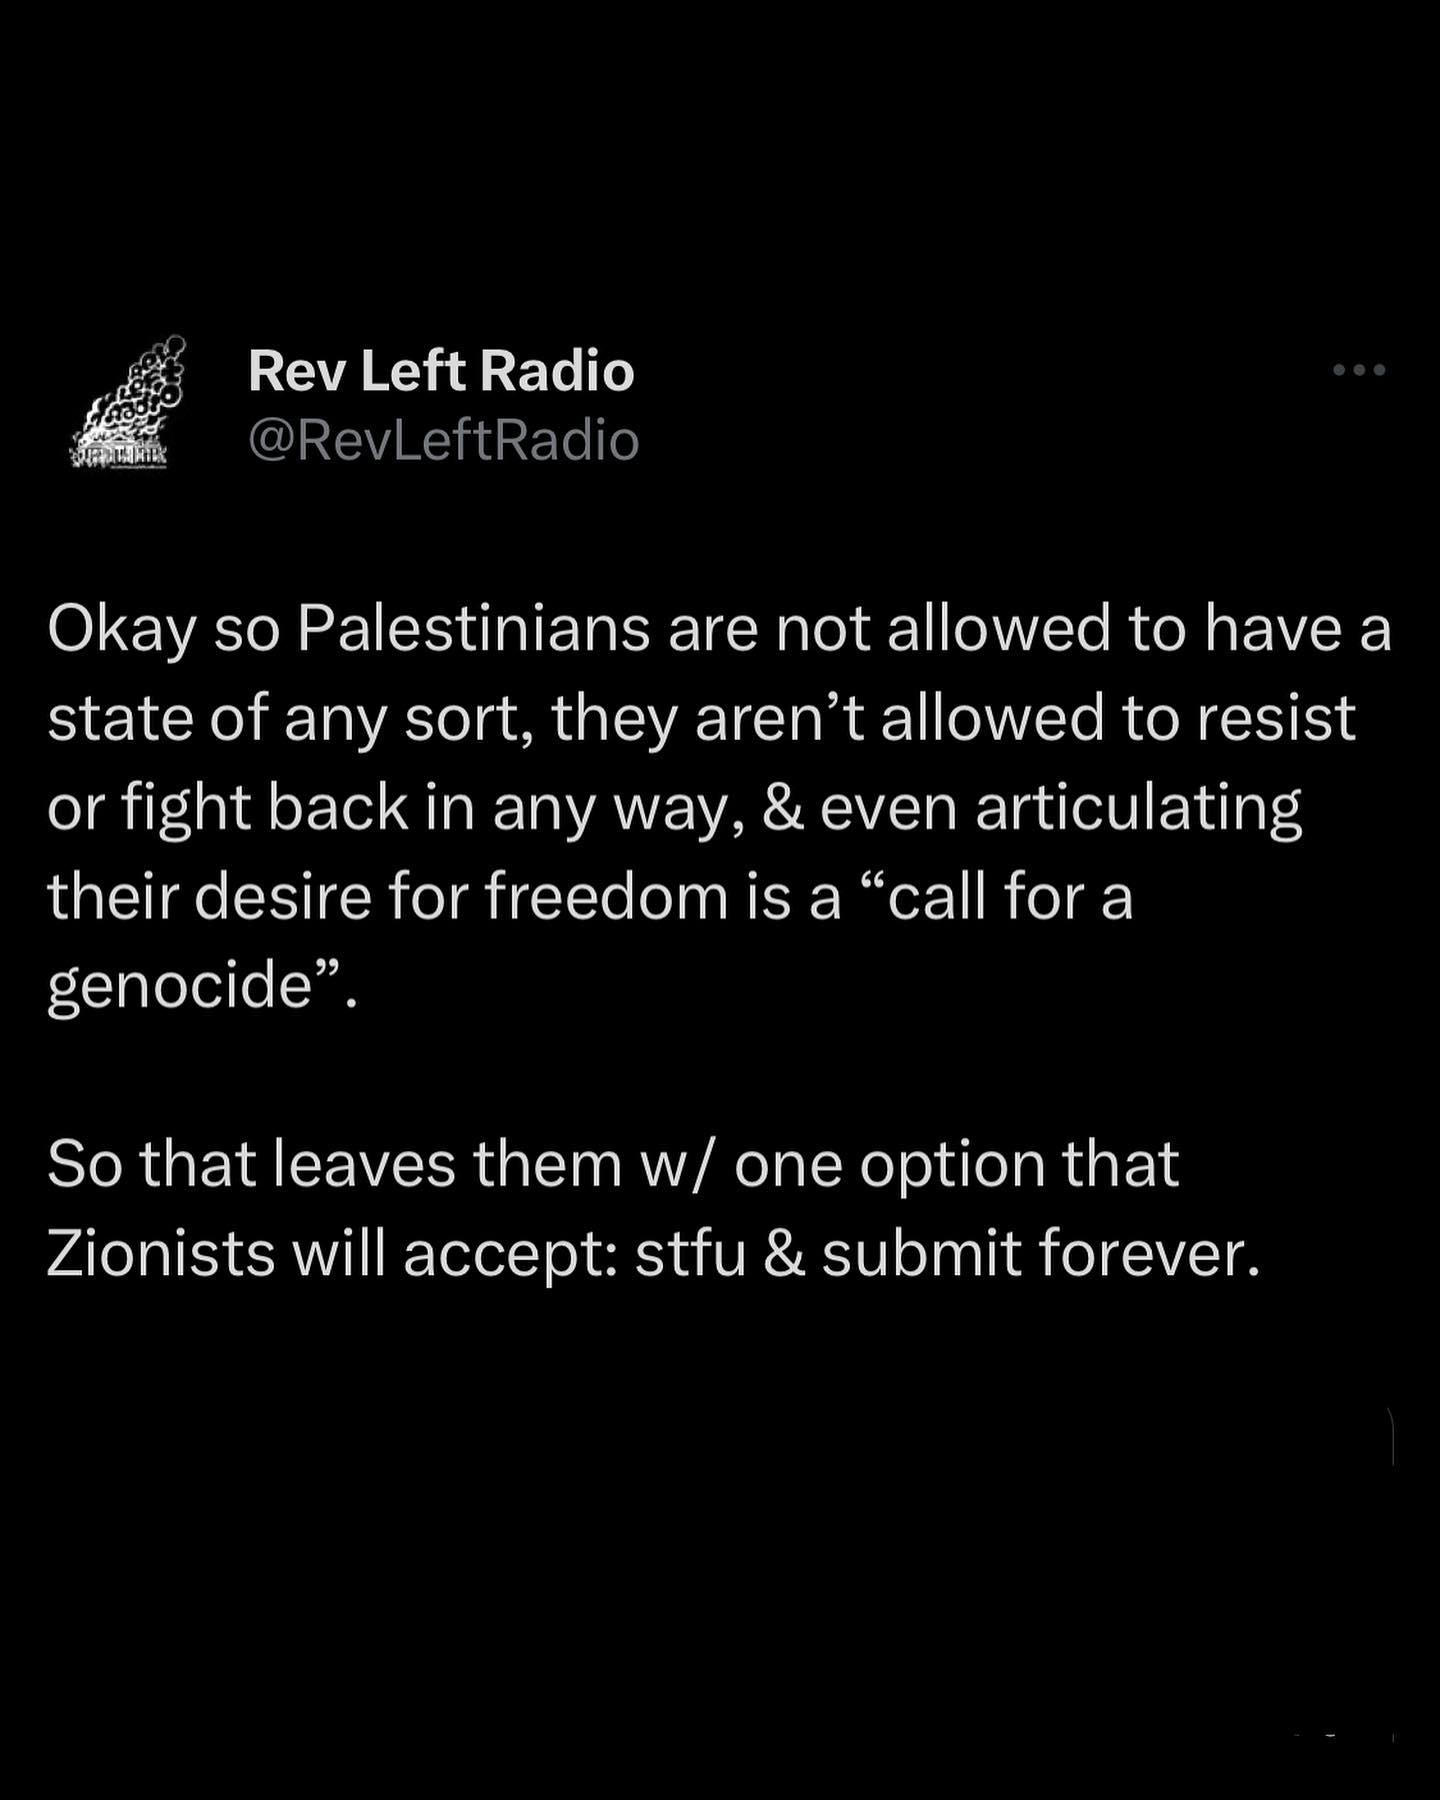 Rev Left Radio
@RevLeftRadio
Okay so Palestinians are not allowed to have a
state of any sort, they aren’t allowed to resist
or fight back in any way, & even articulating
their desire for freedom is a “call for a
genocide”.
So that leaves them w/ one option that
Zionists will accept: stfu & submit forever.